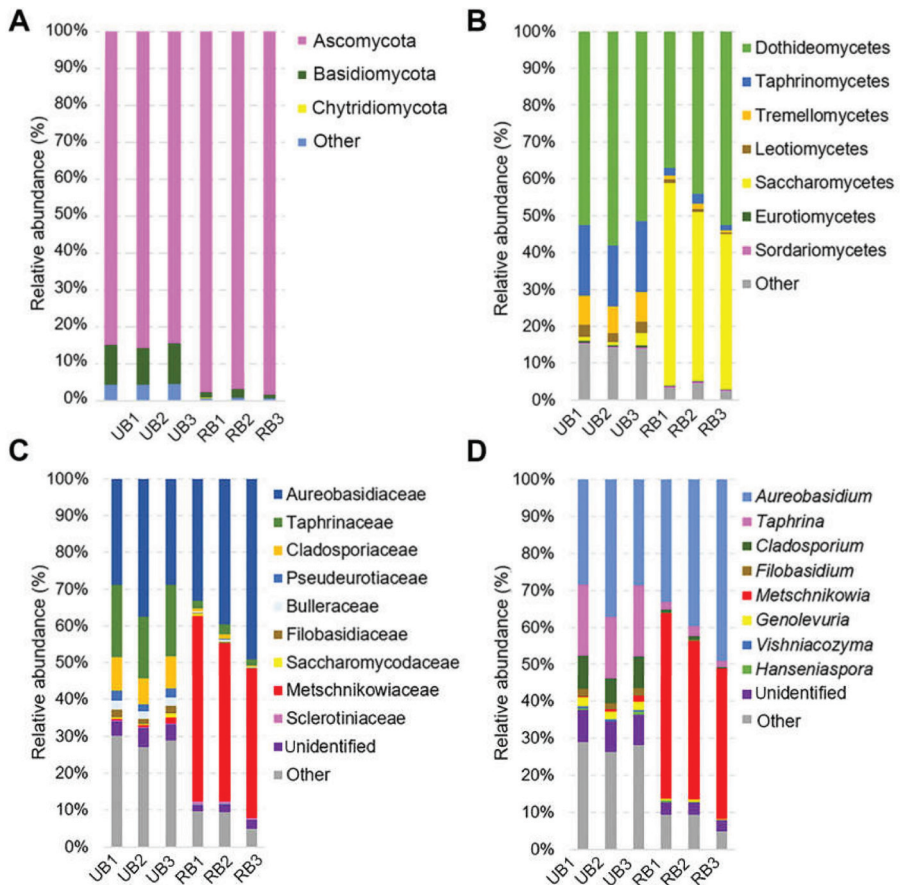 A
Relative abundance (%)
100%
90%
80%
70%
60%
50%
40%
30%
20%
10%
0%
UB1 UB2 UB3 RB1 RB2 RB3
Ascomycota
Basidiomycota
Chytridiomycota
Other
B
Relative abundance (%)
100%
90%
80%
70%
60%
50%
40%
30%
20%
10%
0%
UB1 UB2 UB3 RB1 RB2 RB3
Dothideomycetes
Taphrinomycetes
Tremellomycetes
Leotiomycetes
Saccharomycetes
Eurotiomycetes
Sordariomycetes
Other
C
Relative abundance (%)
100%
90%
80%
70%
60%
50%
40%
30%
20%
10%
0%
UB1 UB2 UB3 RB1 RB2 RB3
Aureobasidiaceae
Taphrinaceae
Cladosporiaceae
Pseudeurotiaceae
Bulleraceae
Filobasidiaceae
Saccharomycodaceae
Metschnikowiaceae
Sclerotiniaceae
Unidentified
Other
D
Relative abundance (%)
100%
90%
80%
70%
60%
50%
40%
30%
20%
10%
0%
UB1 UB2 UB3 RB1 RB2 RB3
Aureobasidium
Taphrina
Cladosporium
Filobasidium
Metschnikowia
Genolevuria
Vishniacozyma
Hanseniaspora
Unidentified
Other